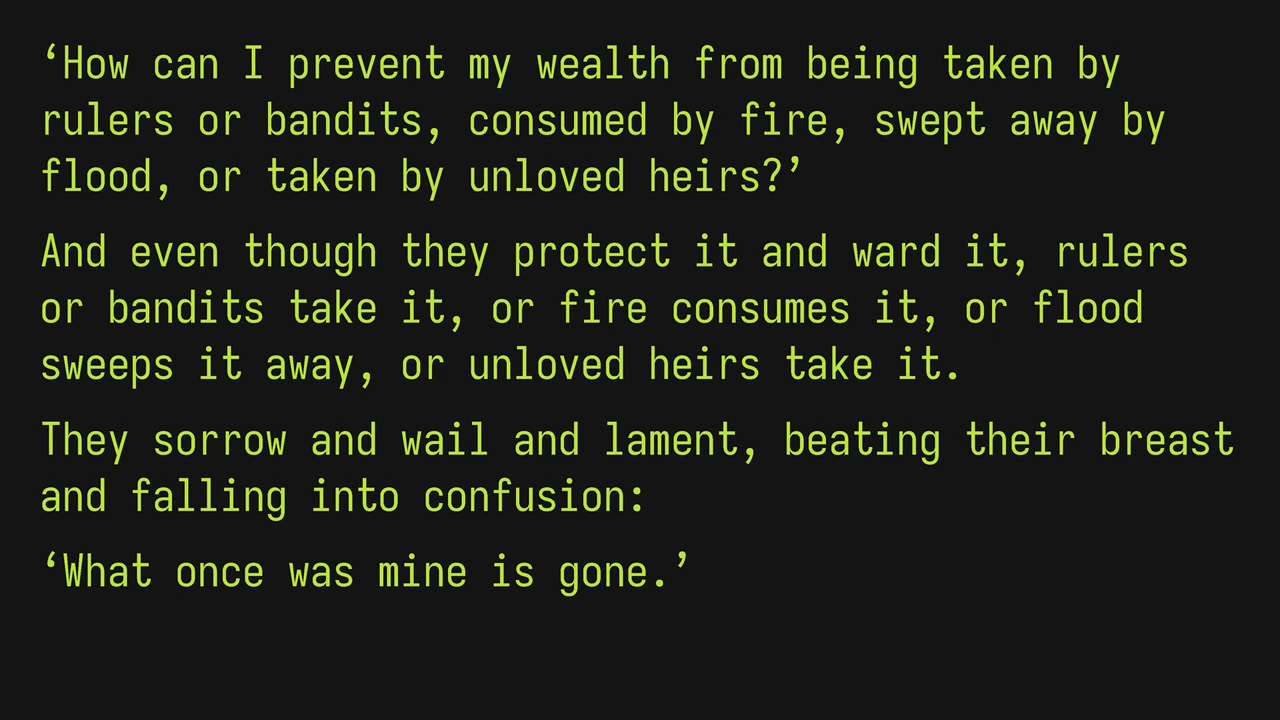 ‘How can I prevent my wealth from being taken by
rulers or bandits, consumed by fire, swept away by
flood, or taken by unloved heirs?’
And even though they protect it and ward it, rulers
or bandits take it, or fire consumes it, or flood
sweeps it away, or unloved heirs take it.
They sorrow and wail and lament, beating their breast
and falling into confusion:
‘What once was mine is gone.’